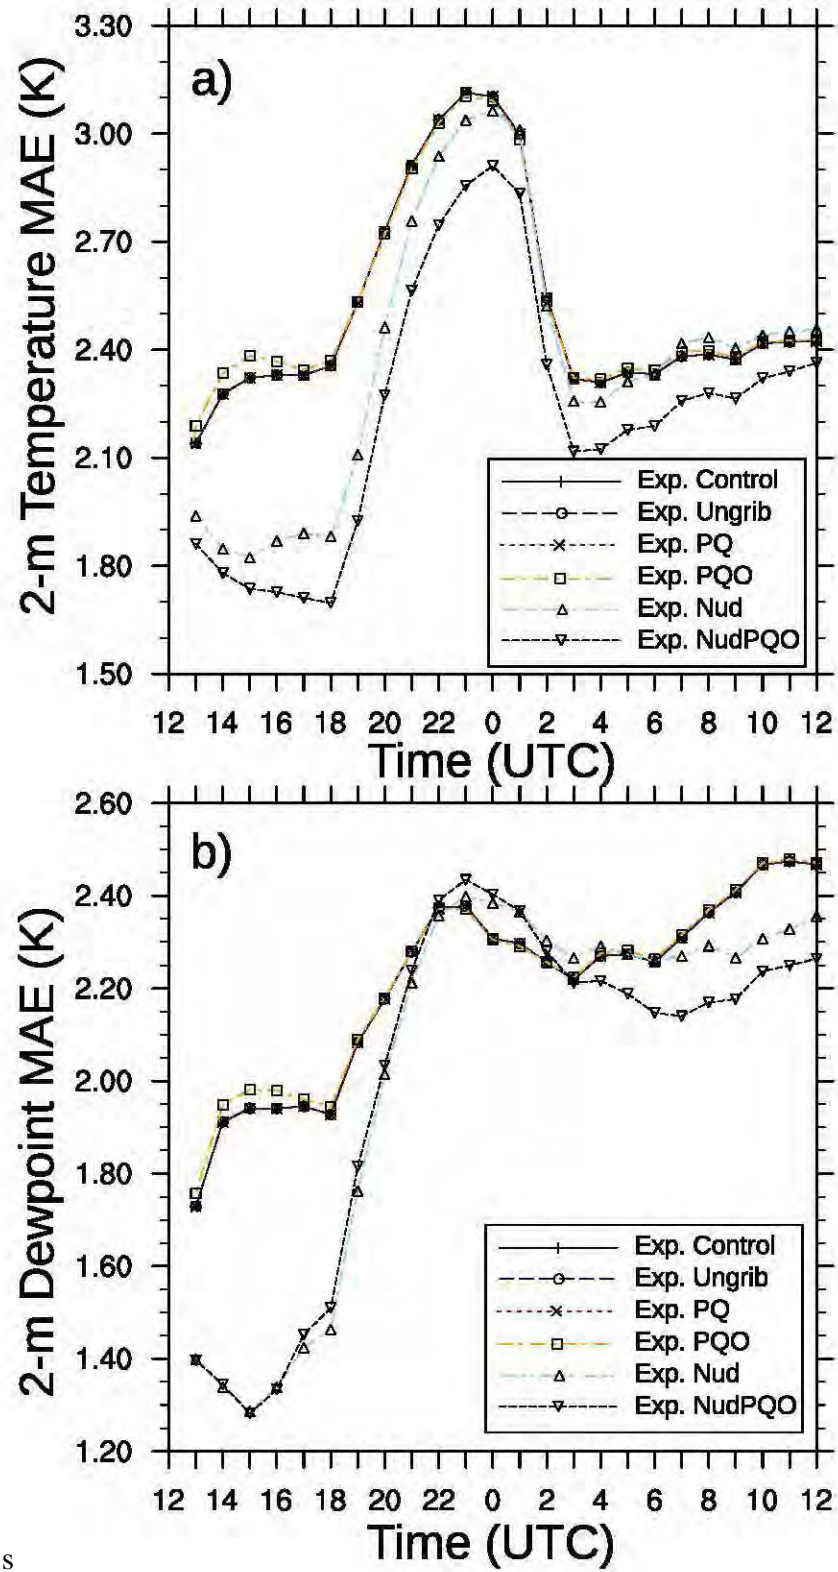 3.30
3.00
2.70
2.40
2.10
1.80
1.50
2-m Temperature MAE (K)
a)
Exp. Control
Exp. Ungrib
Exp. PQ
Exp. PQO
Exp. Nud
Exp. NudPQO
12 14 16 18 20 22 0 2 4 6 8 10 12
Time (UTC)
2.60
2.40
2.20
2.00
1.80
1.60
1.40
1.20
2-m Dewpoint MAE (K)
b)
Exp. Control
Exp. Ungrib
Exp. PQ
Exp. PQO
Exp. Nud
Exp. NudPQO
12 14 16 18 20 22 0 2 4 6 8 10 12
Time (UTC)
s